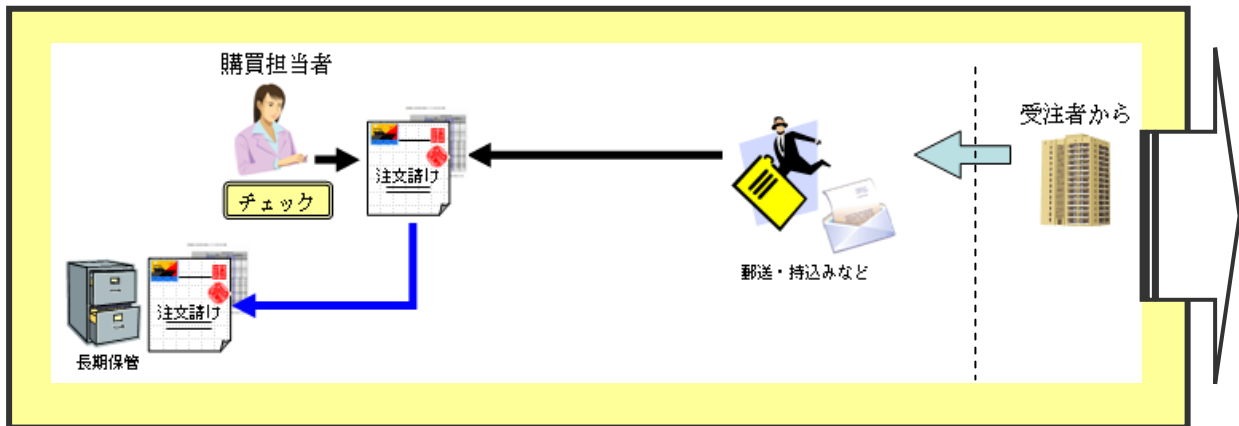 購買担当者
受注者から
注文請け
チェック
郵送・持込みなど
注文請け
長期保管